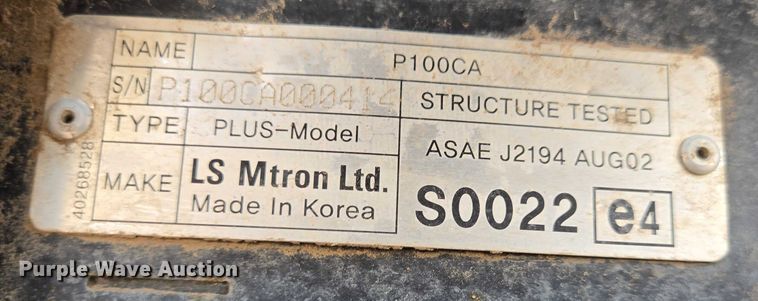 NAME P100CA
S/N P100CA000414 STRUCTURE TESTED
TYPE PLUS-Model ASAE J2194 AUG02
MAKE LS Mtron Ltd.
Made In Korea
S0022 e4
40268528
Purple Wave Auction